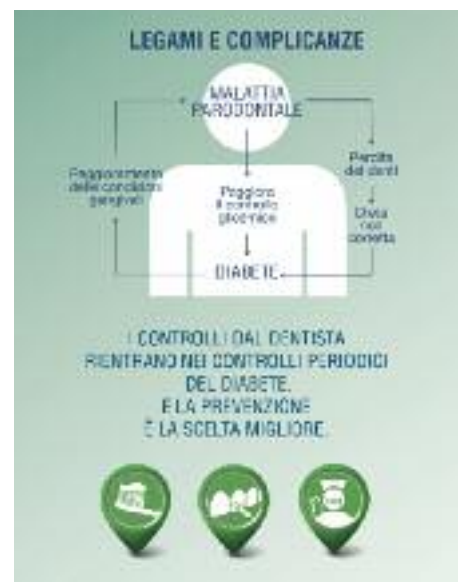 LEGAMI E COMPLICANZE
MALATTIA
PARODONTALE
Peggioramento
delle condizioni
gengivali
Peggiora
il controllo
glicemico
Perdita
dei denti
Dieta
non
corretta
DIABETE
I CONTROLLI DAL DENTISTA
RIENTRANO NEI CONTROLLI PERIODICI
DEL DIABETE.
E LA PREVENZIONE
È LA SCELTA MIGLIORE.